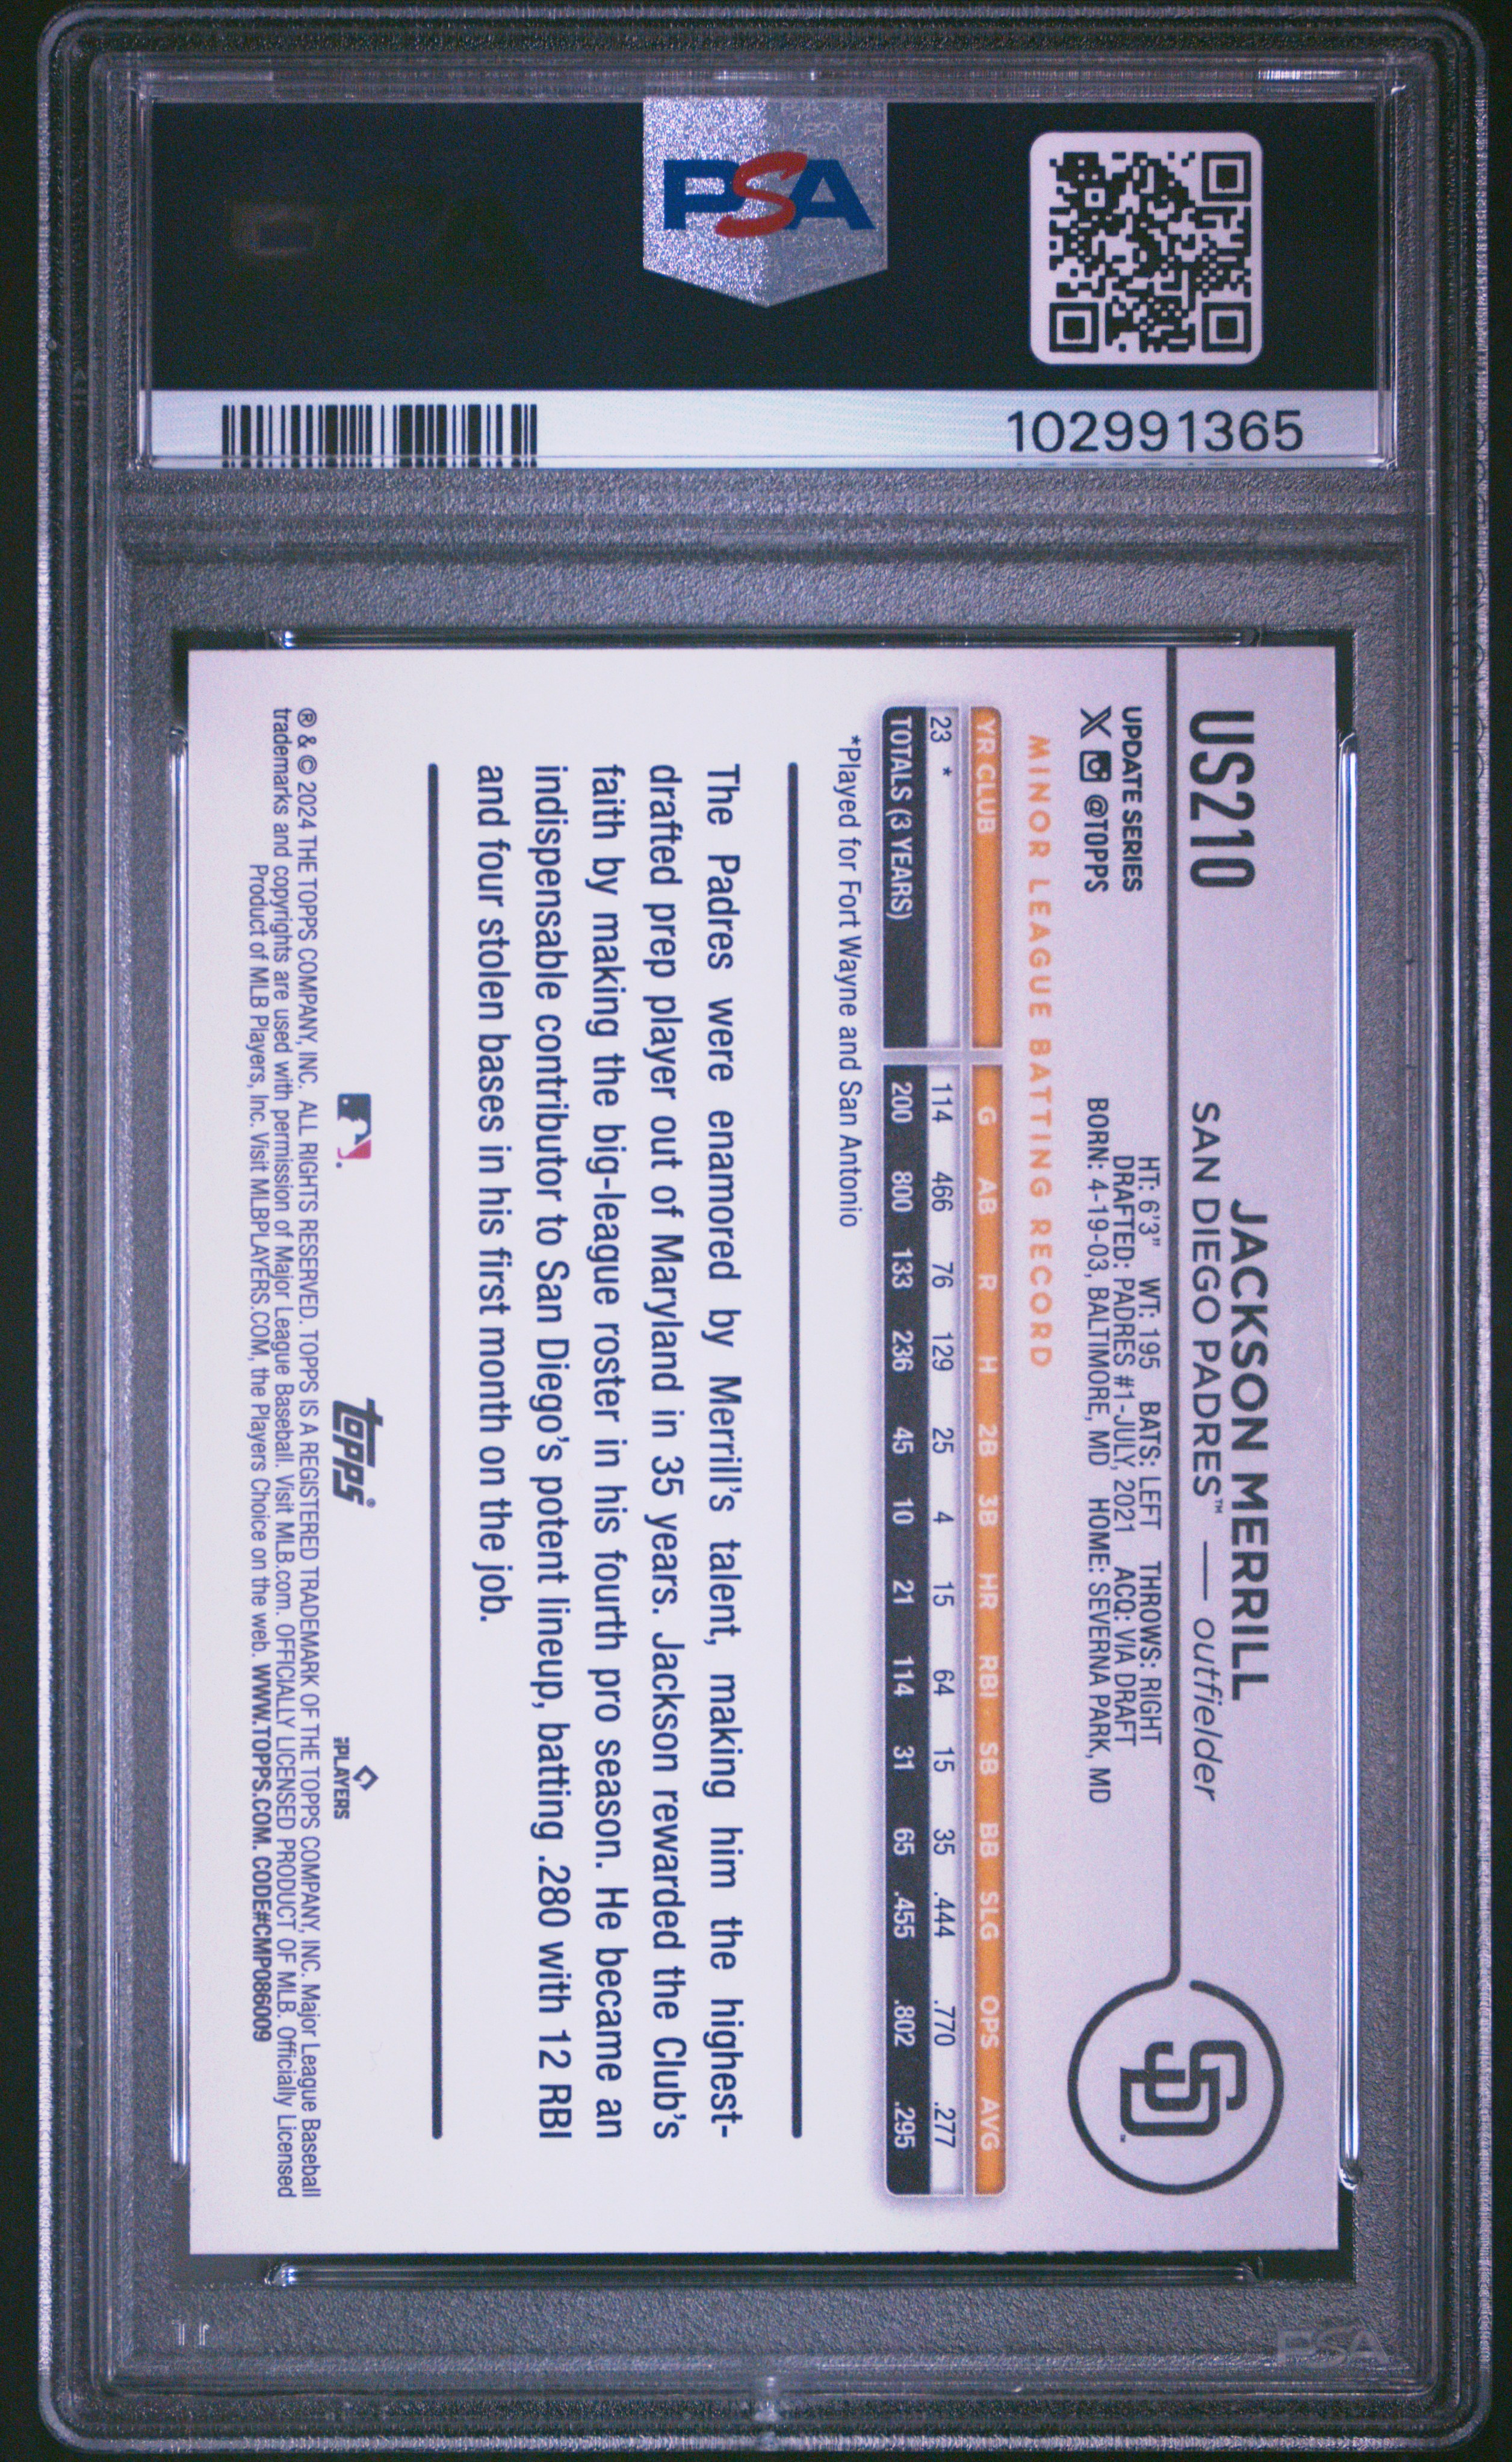 PSA
102991365
US210
JACKSON MERRILL
SAN DIEGO PADRES™ — outfielder
UPDATE SERIES
X @TOPPS
HT: 6'3" WT: 195 BATS: LEFT THROWS: RIGHT
DRAFTED: PADRES #1-JULY, 2021 ACQ: VIA DRAFT
BORN: 4-19-03, BALTIMORE, MD HOME: SEVERNA PARK, MD
SD™
MINOR LEAGUE BATTING RECORD
YR CLUB G AB R H 2B 3B HR RBI SB BB SLG OPS AVG
23 * 114 466 76 129 25 4 15 64 15 35 .444 .770 .277
TOTALS (3 YEARS) 200 800 133 236 45 10 21 114 31 65 .455 .802 .295
*Played for Fort Wayne and San Antonio
The Padres were enamored by Merrill's talent, making him the highest-
drafted prep player out of Maryland in 35 years. Jackson rewarded the Club's
faith by making the big-league roster in his fourth pro season. He became an
indispensable contributor to San Diego's potent lineup, batting .280 with 12 RBI
and four stolen bases in his first month on the job.
topps®
PLAYERS
® & © 2024 THE TOPPS COMPANY, INC. ALL RIGHTS RESERVED. TOPPS IS A REGISTERED TRADEMARK OF THE TOPPS COMPANY, INC. Major League Baseball
trademarks and copyrights are used with permission of Major League Baseball. Visit MLB.com. OFFICIALLY LICENSED PRODUCT OF MLB. Officially Licensed
Product of MLB Players, Inc. Visit MLBPLAYERS.COM, the Players Choice on the web. WWW.TOPPS.COM. CODE#CMP086009
PSA